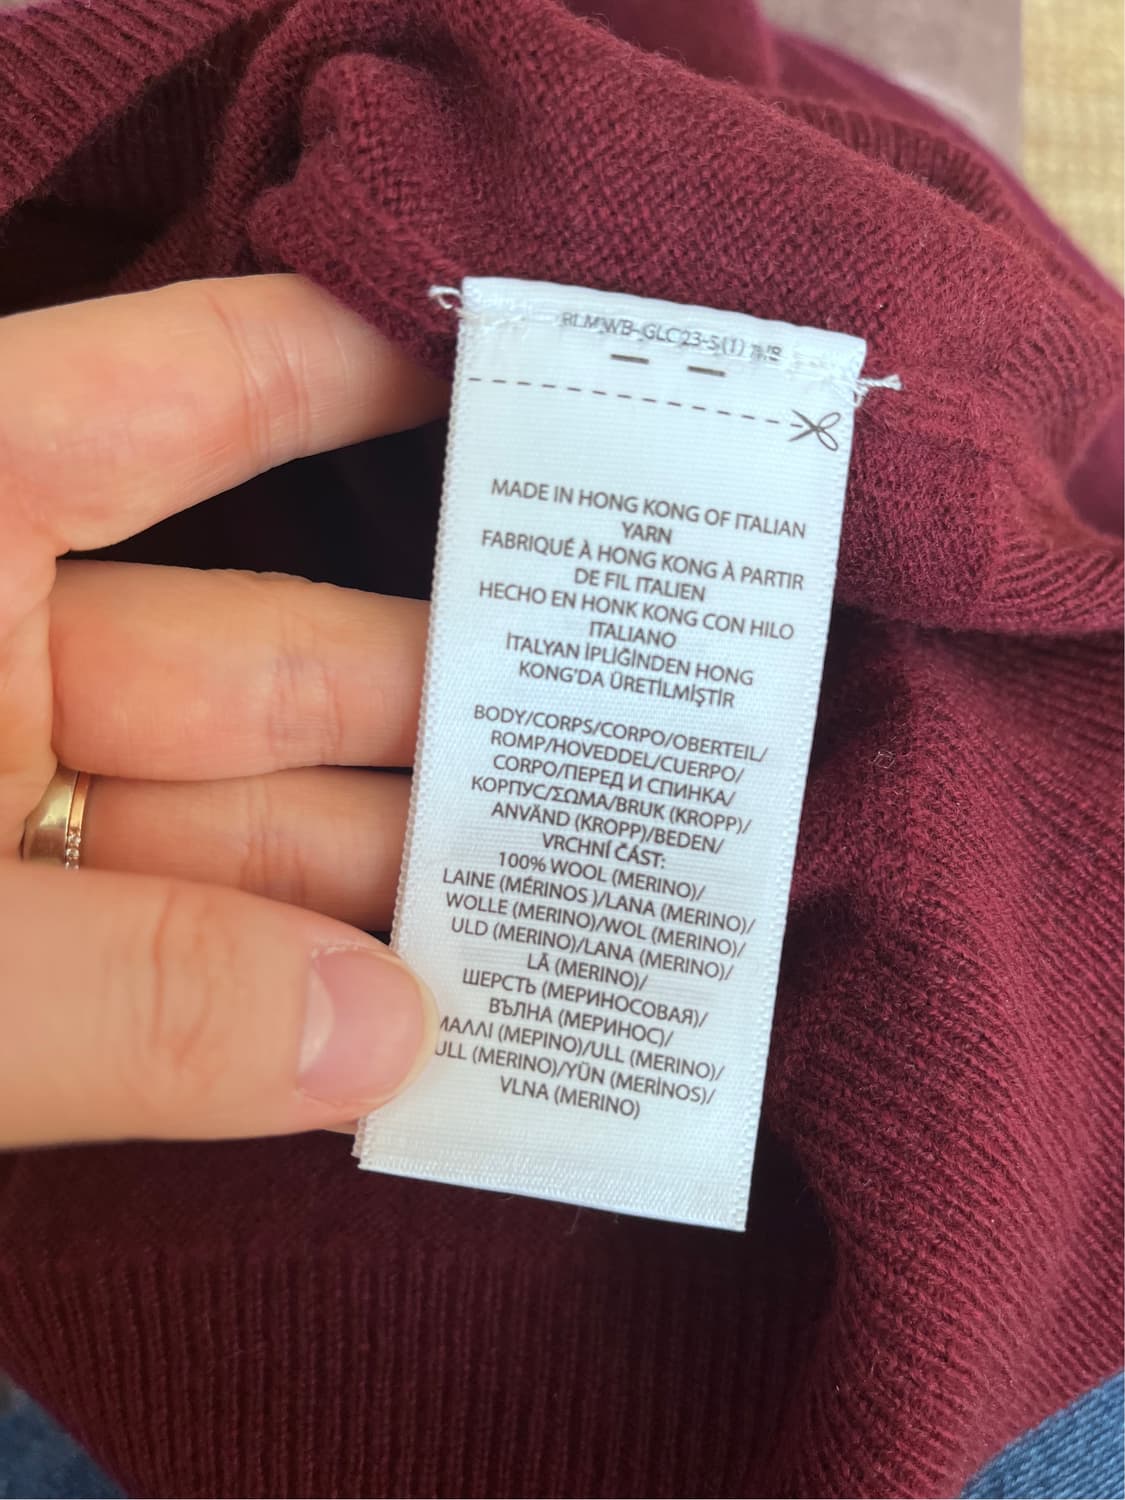 RLMWB-GLC23-S(1)
MADE IN HONG KONG OF ITALIAN
YARN
FABRIQUÉ À HONG KONG À PARTIR
DE FIL ITALIEN
HECHO EN HONK KONG CON HILO
ITALIANO
İTALYAN İPLİĞİNDEN HONG
KONG'DA ÜRETİLMİŞTİR
BODY/CORPS/CORPO/OBERTEIL/
ROMP/HOVEDDEL/CUERPO/
CORPO/ПЕРЕД И СПИНКА/
КОРПУС/ΣΩΜΑ/BRUK (KROPP)/
ANVÄND (KROPP)/BEDEN/
VRCHNÍ ČÁST:
100% WOOL (MERINO)/
LAINE (MÉRINOS )/LANA (MERINO)/
WOLLE (MERINO)/WOL (MERINO)/
ULD (MERINO)/LANA (MERINO)/
LÃ (MERINO)/
ШЕРСТЬ (МЕРИНОСОВАЯ)/
ВЪЛНА (МЕРИНОС)/
ΜΑΛΛΙ (ΜΕΡΙΝΟ)/ULL (MERINO)/
ULL (MERINO)/YÜN (MERİNOS)/
VLNA (MERINO)